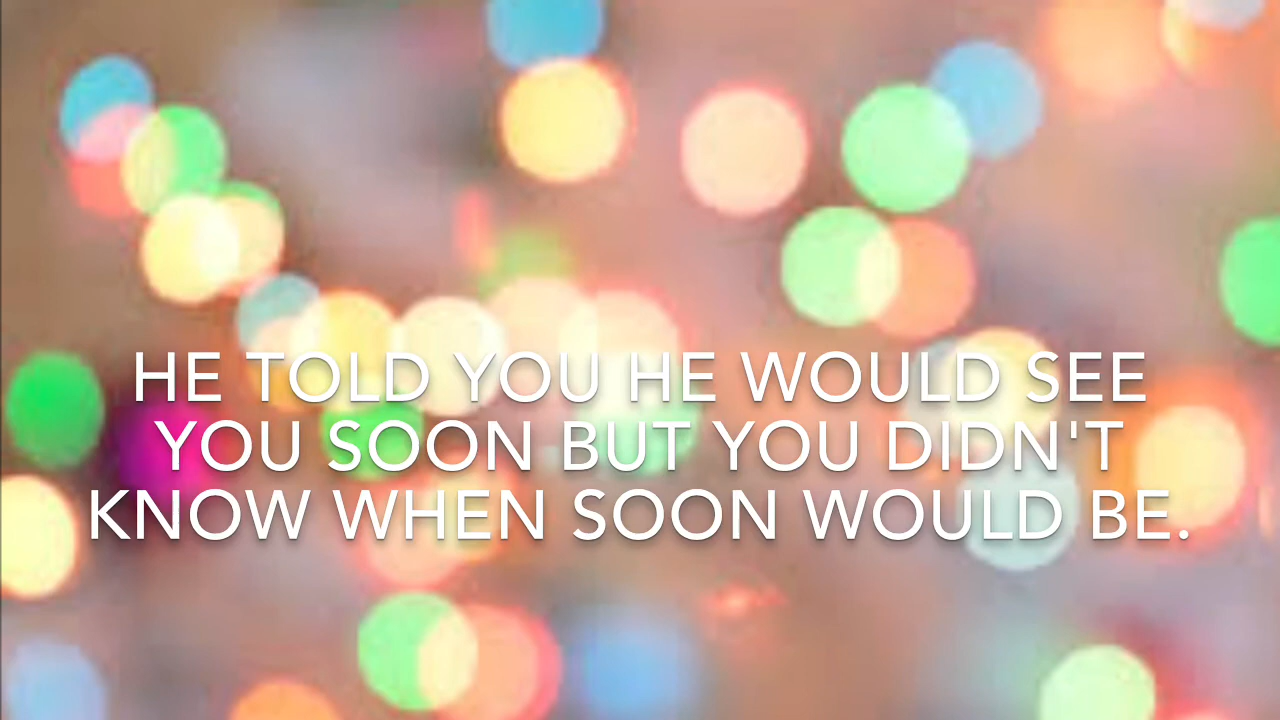 HE TOLD YOU HE WOULD SEE
YOU SOON BUT YOU DIDN'T
KNOW WHEN SOON WOULD BE.